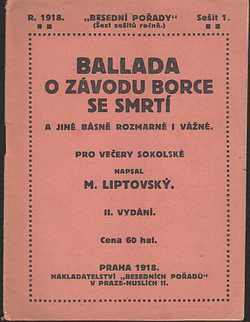 R. 1918. „BESEDNÍ POŘADY“ Sešit 1.
(Šest sešitů ročně.)
BALLADA
O ZÁVODU BORCE
SE SMRTÍ
A JINÉ BÁSNĚ ROZMARNÉ I VÁŽNÉ.
PRO VEČERY SOKOLSKÉ
NAPSAL
M. LIPTOVSKÝ.
II. VYDÁNÍ.
Cena 60 hal.
PRAHA 1918.
NAKLADATELSTVÍ „BESEDNÍCH POŘADŮ“
V PRAZE-NUSLÍCH II.